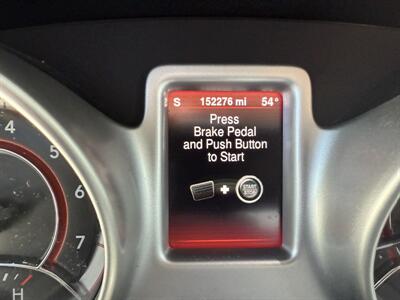 S 152276 mi 54°
Press
Brake Pedal
and Push Button
to Start
+ START
STOP
4
5
6
7
H